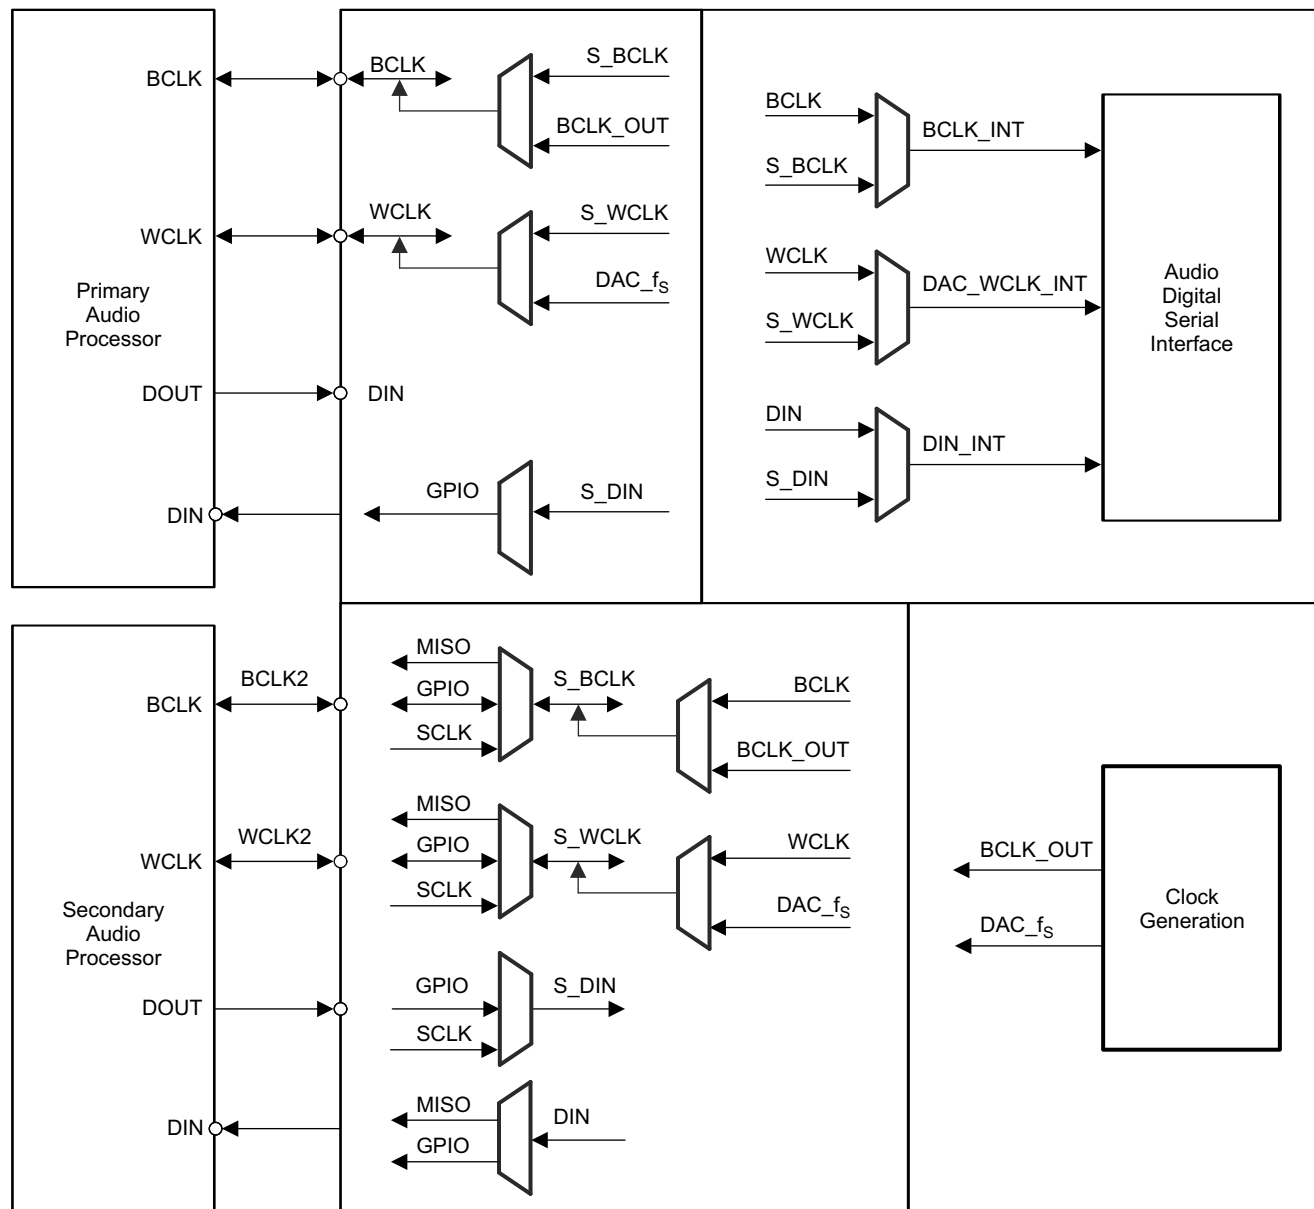 BCLK
WCLK
Primary
Audio
Processor
DOUT
DIN
BCLK
S_BCLK
BCLK_OUT
WCLK
S_WCLK
DAC_fS
DIN
GPIO
S_DIN
BCLK
S_BCLK
BCLK_INT
WCLK
S_WCLK
DAC_WCLK_INT
DIN
S_DIN
DIN_INT
Audio
Digital
Serial
Interface
BCLK
BCLK2
WCLK
WCLK2
Secondary
Audio
Processor
DOUT
DIN
MISO
GPIO
SCLK
S_BCLK
BCLK
BCLK_OUT
MISO
GPIO
SCLK
S_WCLK
WCLK
DAC_fS
GPIO
SCLK
S_DIN
MISO
GPIO
DIN
BCLK_OUT
DAC_fS
Clock
Generation